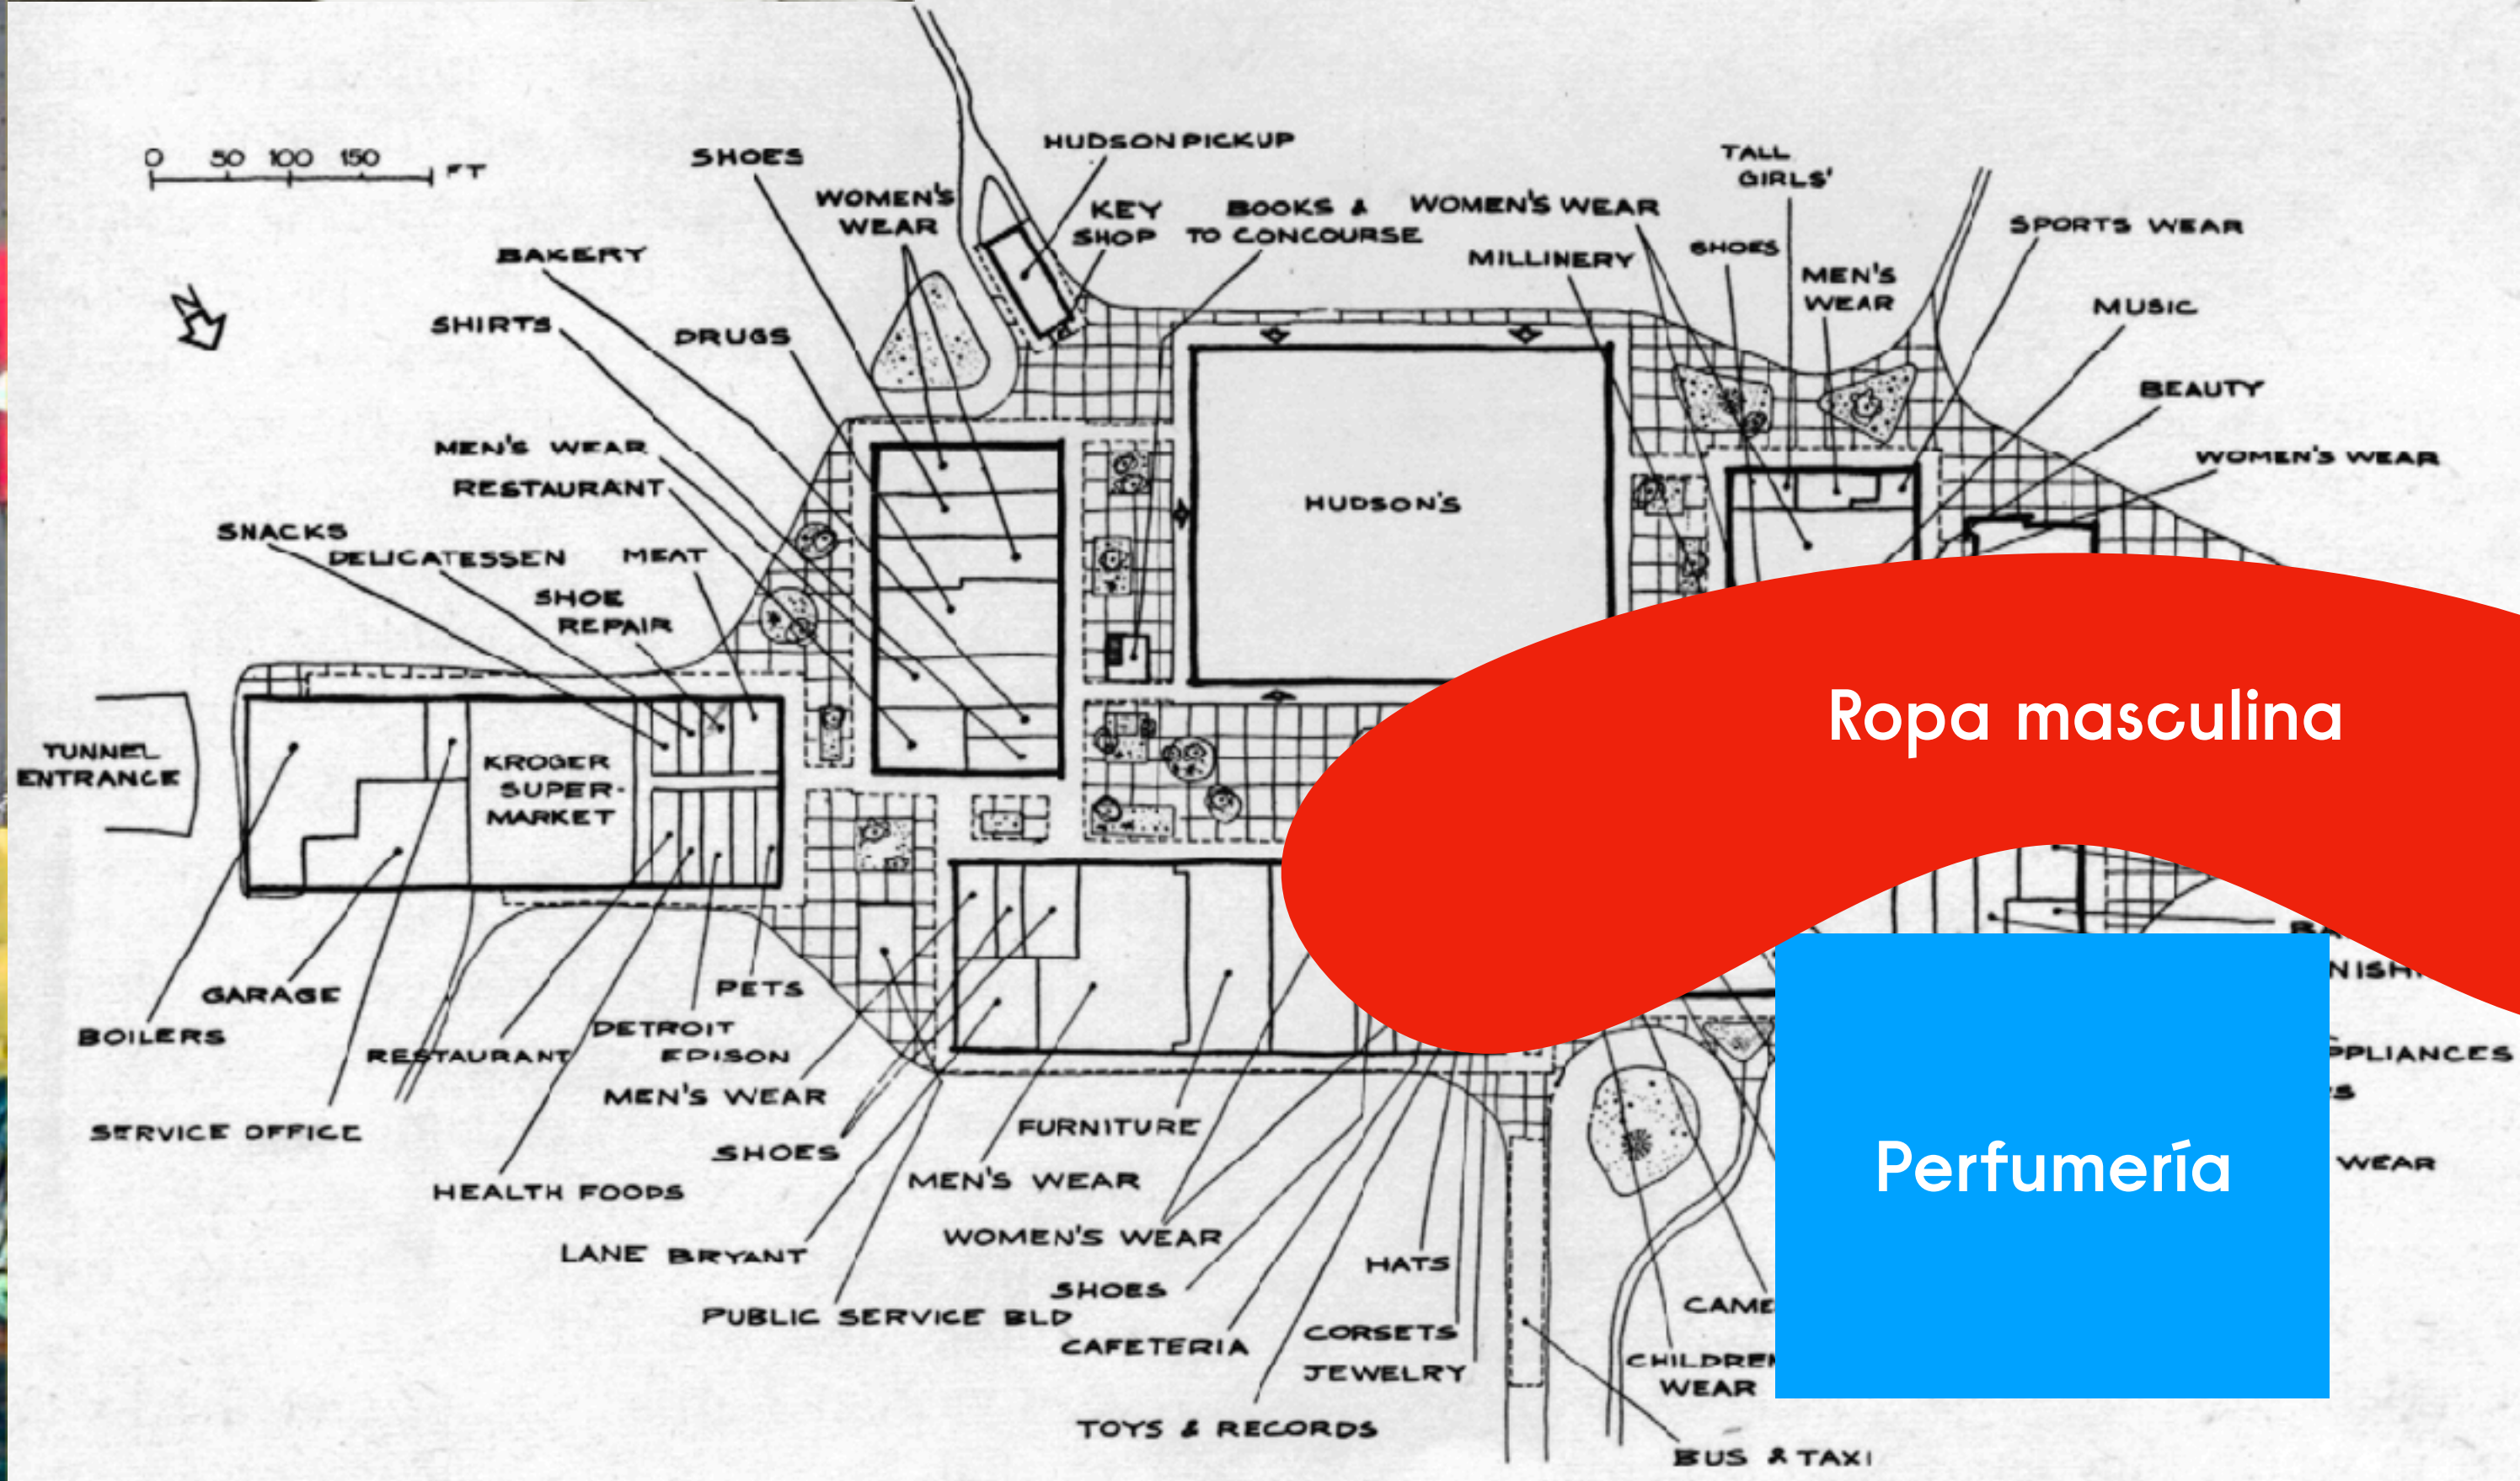 0 50 100 150 FT
SHOES
HUDSON PICKUP
TALL
GIRLS'
WOMEN'S
WEAR
KEY
SHOP
BOOKS &
TO CONCOURSE
WOMEN'S WEAR
SPORTS WEAR
BAKERY
MILLINERY
SHOES
MEN'S
WEAR
MUSIC
SHIRTS
DRUGS
BEAUTY
MEN'S WEAR
WOMEN'S WEAR
RESTAURANT
HUDSON'S
SNACKS
DELICATESSEN
MEAT
SHOE
REPAIR
Ropa masculina
TUNNEL
ENTRANCE
KROGER
SUPER-
MARKET
GARAGE
PETS
BOILERS
DETROIT
EDISON
RESTAURANT
PPLIANCES
MEN'S WEAR
SERVICE OFFICE
SHOES
FURNITURE
Perfumería
WEAR
HEALTH FOODS
MEN'S WEAR
WOMEN'S WEAR
LANE BRYANT
HATS
SHOES
PUBLIC SERVICE BLD
CAME
CAFETERIA
CORSETS
JEWELRY
CHILDREN
WEAR
TOYS & RECORDS
BUS & TAXI